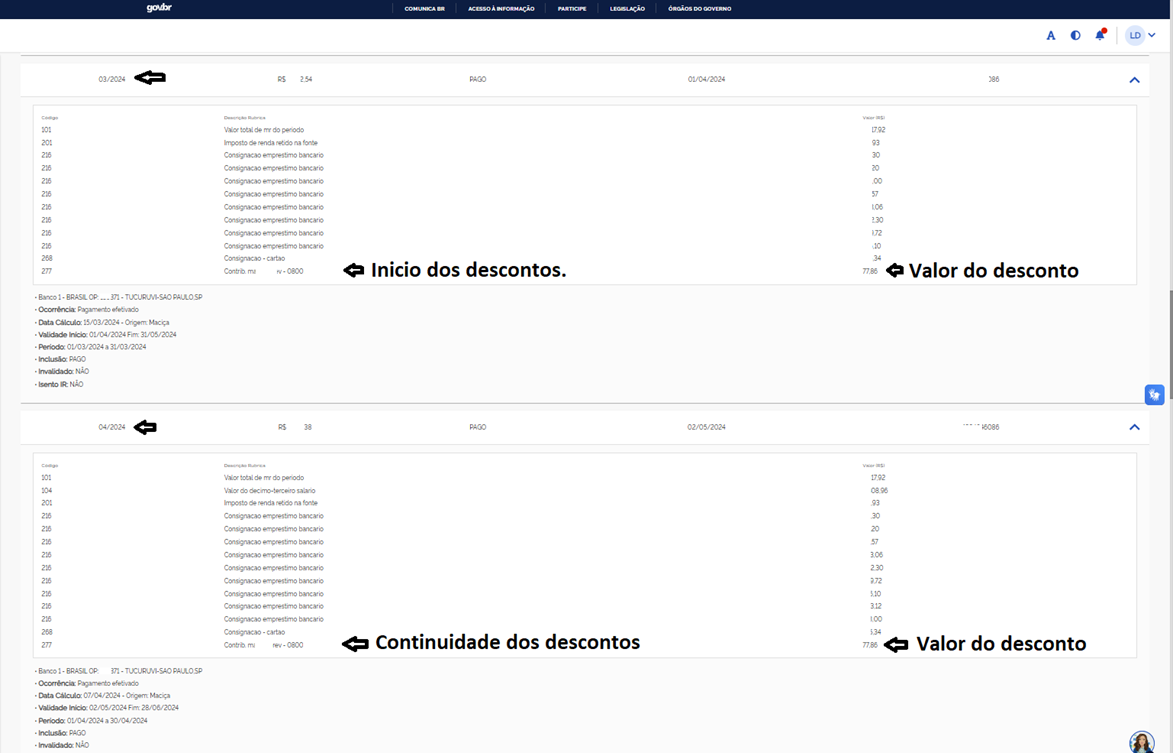 gov.br COMUNICA BR ACESSO À INFORMAÇÃO PARTICIPE LEGISLAÇÃO ÓRGÃOS DO GOVERNO
A LD
03/2024 R$ 2.54 PAGO 01/04/2024 086
Código Descrição Rubrica Valor (R$)
101 Valor total de mr do periodo 17,92
201 Imposto de renda retido na fonte 93
216 Consignacao emprestimo bancario 30
216 Consignacao emprestimo bancario 20
216 Consignacao emprestimo bancario ,00
216 Consignacao emprestimo bancario 57
216 Consignacao emprestimo bancario 3,06
216 Consignacao emprestimo bancario 2,30
216 Consignacao emprestimo bancario 9,72
216 Consignacao emprestimo bancario ,10
268 Consignacao - cartao ,34
277 Contrib. ev - 0800 Inicio dos descontos. 77,86 Valor do desconto
• Banco 1 - BRASIL OP: 371 - TUCURUVI-SAO PAULO.SP
• Ocorrência: Pagamento efetivado
• Data Cálculo: 15/03/2024 - Origem: Maciça
• Validade Início: 01/04/2024 Fim: 31/05/2024
• Período: 01/03/2024 a 31/03/2024
• Inclusão: PAGO
• Invalidado: NÃO
• Isento IR: NÃO
04/2024 R$ 38 PAGO 02/05/2024 46086
Código Descrição Rubrica Valor (R$)
101 Valor total de mr do periodo 17,92
104 Valor do decimo-terceiro salario 08,96
201 Imposto de renda retido na fonte ,93
216 Consignacao emprestimo bancario ,30
216 Consignacao emprestimo bancario ,20
216 Consignacao emprestimo bancario ,57
216 Consignacao emprestimo bancario 3,06
216 Consignacao emprestimo bancario 2,30
216 Consignacao emprestimo bancario 9,72
216 Consignacao emprestimo bancario ,10
216 Consignacao emprestimo bancario 3,12
216 Consignacao emprestimo bancario ,00
268 Consignacao - cartao ,34
277 Contrib. rev - 0800 Continuidade dos descontos 77,86 Valor do desconto
• Banco 1 - BRASIL OP: 371 - TUCURUVI-SAO PAULO.SP
• Ocorrência: Pagamento efetivado
• Data Cálculo: 07/04/2024 - Origem: Maciça
• Validade Início: 02/05/2024 Fim: 28/06/2024
• Período: 01/04/2024 a 30/04/2024
• Inclusão: PAGO
• Invalidado: NÃO